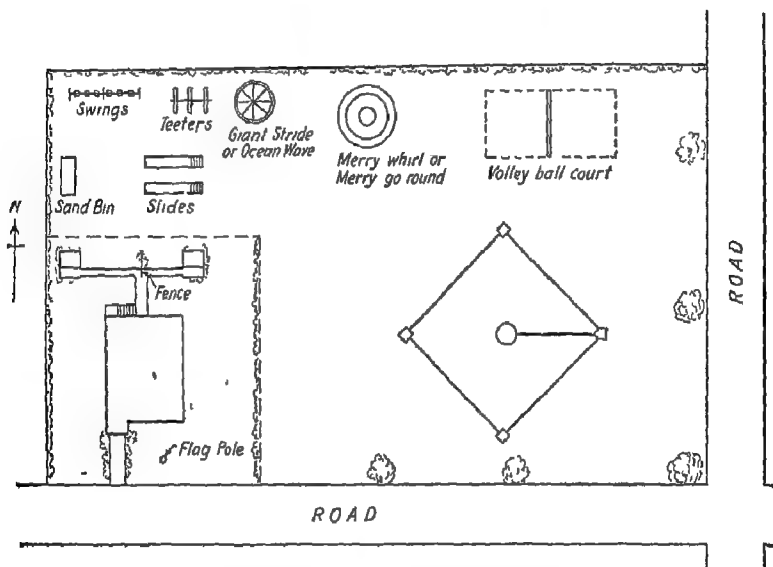 Swings
Teeters
Giant Stride
or Ocean Wave
Merry whirl or
Merry go round
Volley ball court
Sand Bin
Slides
N
Fence
ROAD
Flag Pole
ROAD